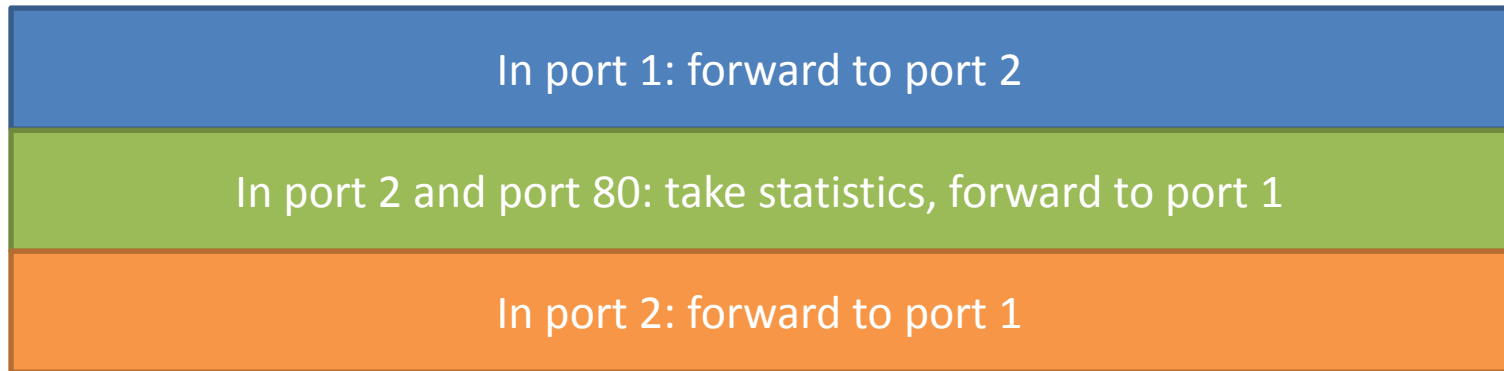 In port 1: forward to port 2
In port 2 and port 80: take statistics, forward to port 1
In port 2: forward to port 1